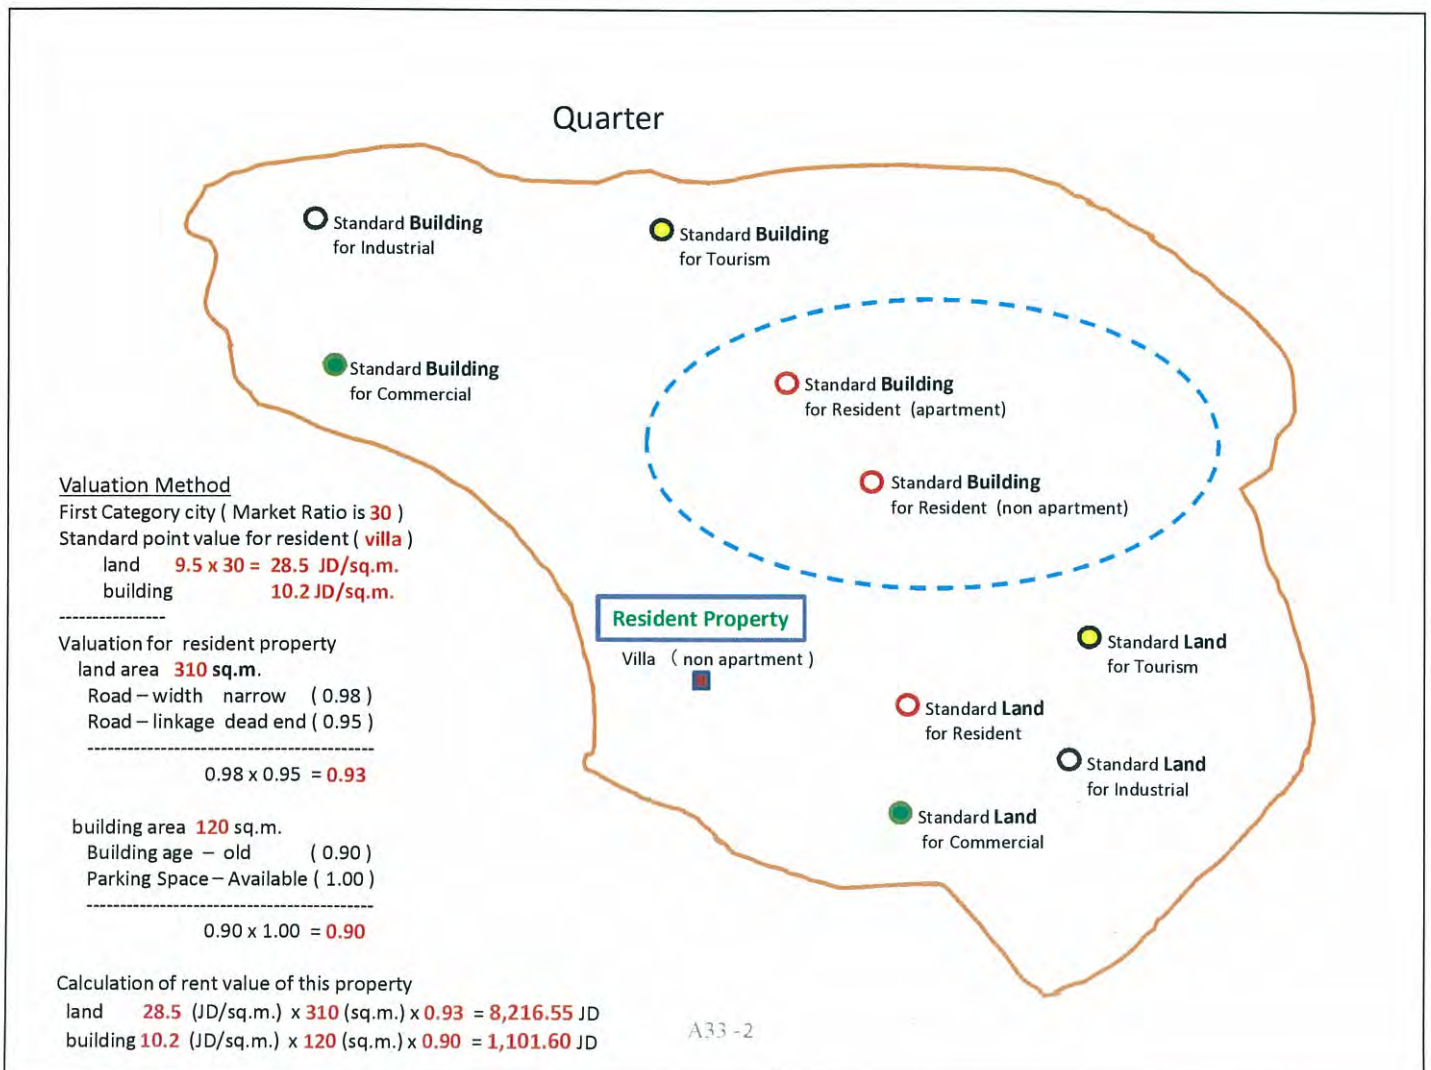 Quarter
Standard Building
for Industrial
Standard Building
for Tourism
Standard Building
for Commercial
Standard Building
for Resident (apartment)
Standard Building
for Resident (non apartment)
Valuation Method
First Category city ( Market Ratio is 30 )
Standard point value for resident ( villa )
land 9.5 x 30 = 28.5 JD/sq.m.
building 10.2 JD/sq.m.
----------------
Valuation for resident property
land area 310 sq.m.
Road – width narrow ( 0.98 )
Road – linkage dead end ( 0.95 )
------------------------------------------
0.98 x 0.95 = 0.93
building area 120 sq.m.
Building age – old ( 0.90 )
Parking Space – Available ( 1.00 )
------------------------------------------
0.90 x 1.00 = 0.90
Calculation of rent value of this property
land 28.5 (JD/sq.m.) x 310 (sq.m.) x 0.93 = 8,216.55 JD
building 10.2 (JD/sq.m.) x 120 (sq.m.) x 0.90 = 1,101.60 JD
Resident Property
Villa ( non apartment )
Standard Land
for Tourism
Standard Land
for Resident
Standard Land
for Industrial
Standard Land
for Commercial
A33 -2